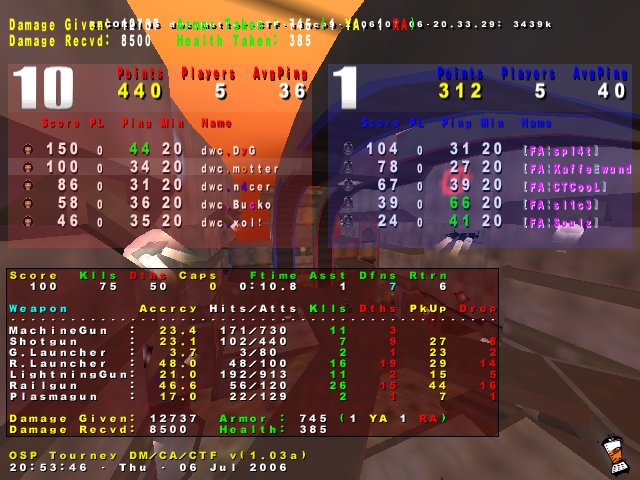 Damage Given: 12737 Armor Taken: 745 (1 YA, 1 RA)
Damage Recvd: 8500 Health Taken: 385
10 Points Players AvgPing
440 5 36
Score PL Ping Min Name
150 0 44 20 dwc.DyG
100 0 34 20 dwc.motter
86 0 31 20 dwc.n4cer
58 0 36 20 dwc.Bucko
46 0 35 20 dwc.xol!
1 Points Players AvgPing
312 5 40
Score PL Ping Min Name
104 0 31 20 [FA:spl4t]
78 0 27 20 [FA:KaffeEwund
67 0 39 20 [FA:CTCooL]
39 0 66 20 [FA:sl1c3]
24 0 41 20
Score Klls Dths Caps Ftime Asst Dfns Rtrn
100 75 50 0 0:10.8 1 7 6
Weapon Accrcy Hits/Atts Klls Dths PkUp Drop
MachineGun : 23.4 171/730 11 3
Shotgun : 23.1 102/440 7 9 27 8
G.Launcher : 3.7 3/80 2 1 23 2
R.Launcher : 48.0 48/100 16 19 29 14
LightningGun: 21.0 192/913 11 2 15 5
Railgun : 46.6 56/120 26 15 44 16
Plasmagun : 17.0 22/129 2 1 7 1
Damage Given: 12737 Armor : 745 (1 YA 1 RA)
Damage Recvd: 8500 Health: 385
OSP Tourney DM/CA/CTF v(1.03a)
20:53:46 - Thu - 06 Jul 2006